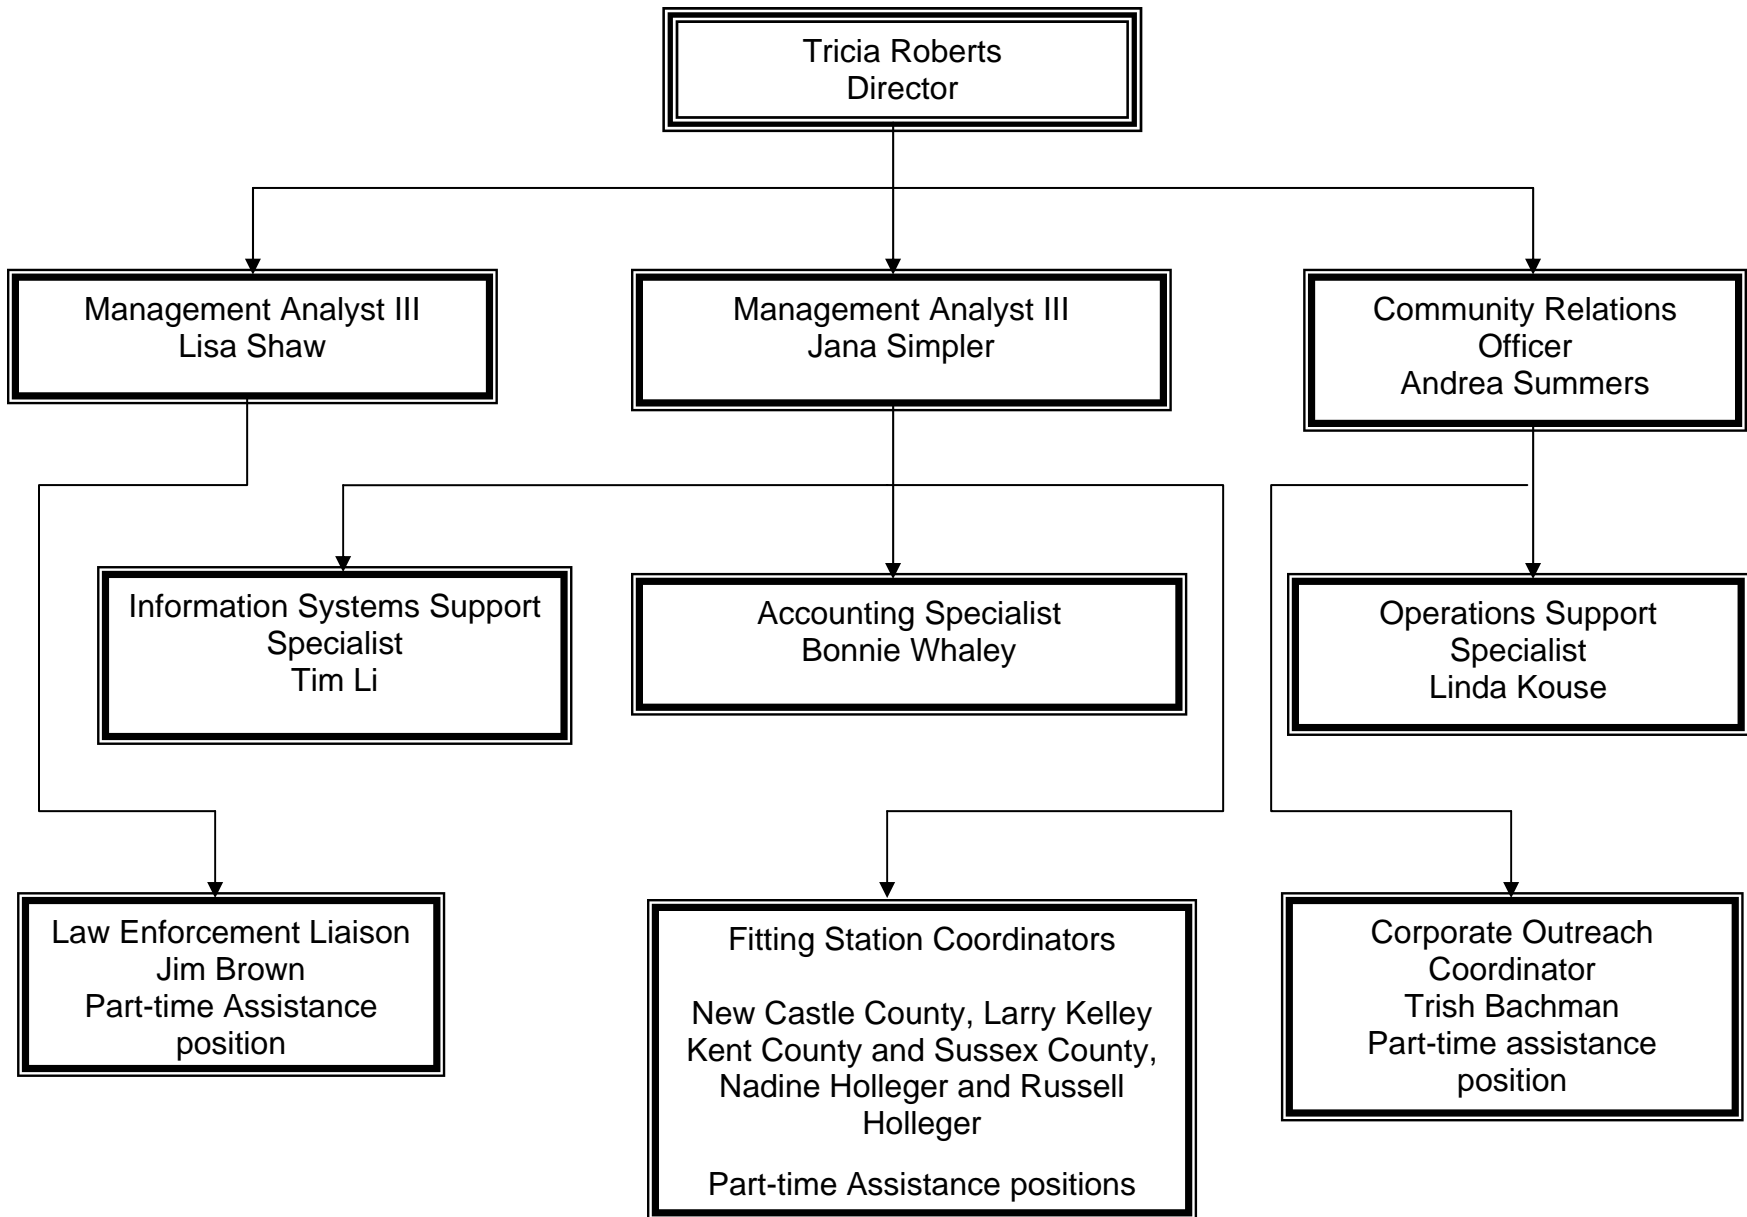 Tricia Roberts
Director
Management Analyst III
Lisa Shaw
Management Analyst III
Jana Simpler
Community Relations
Officer
Andrea Summers
Information Systems Support
Specialist
Tim Li
Accounting Specialist
Bonnie Whaley
Operations Support
Specialist
Linda Kouse
Law Enforcement Liaison
Jim Brown
Part-time Assistance
position
Fitting Station Coordinators
New Castle County, Larry Kelley
Kent County and Sussex County,
Nadine Holleger and Russell
Holleger
Part-time Assistance positions
Corporate Outreach
Coordinator
Trish Bachman
Part-time assistance
position